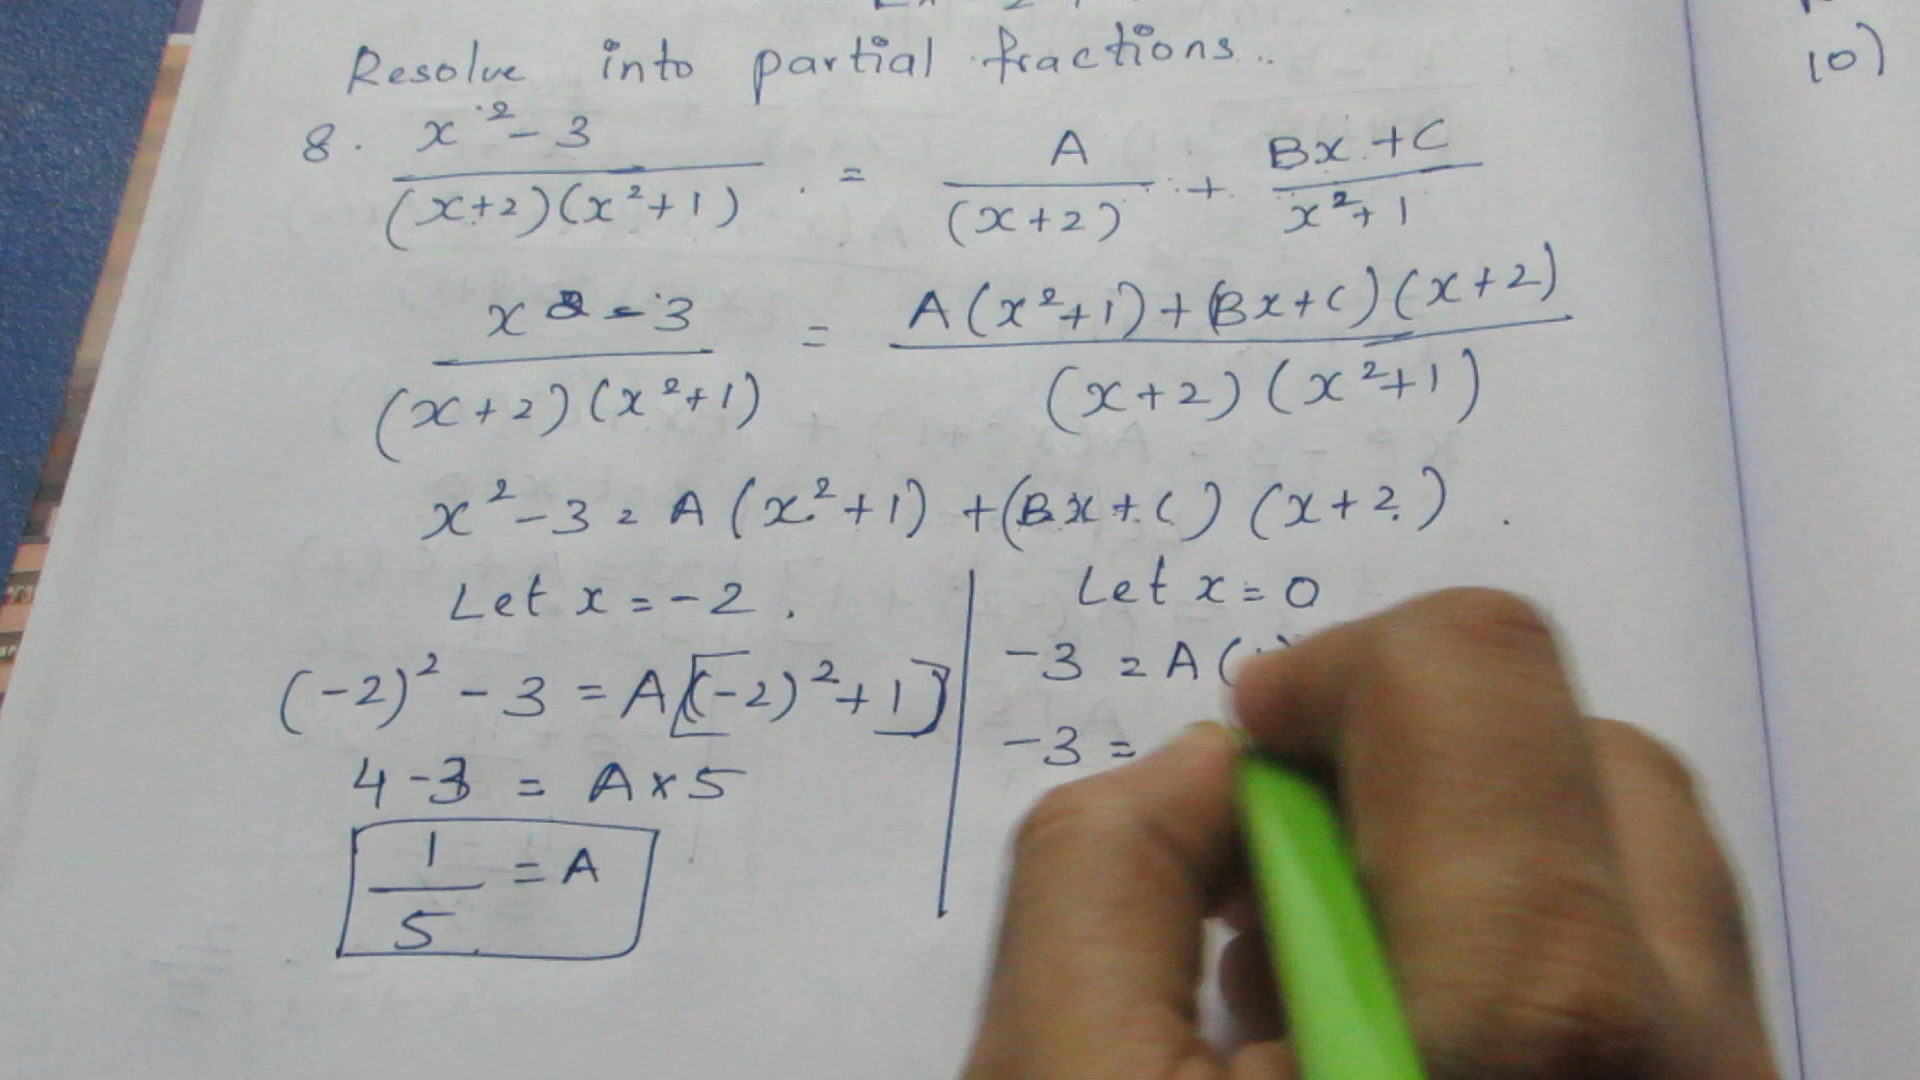 Resolve into partial fractions..
10)
8. x²-3 / (x+2)(x²+1) = A / (x+2) + Bx+C / x²+1
x²-3 / (x+2)(x²+1) = A(x²+1)+(Bx+C)(x+2) / (x+2)(x²+1)
x²-3 = A(x²+1)+(Bx+C)(x+2).
Let x=-2.
(-2)²-3=A[(-2)²+1]
4-3 = A×5
1/5 = A
Let x=0
-3 = A(
-3 =